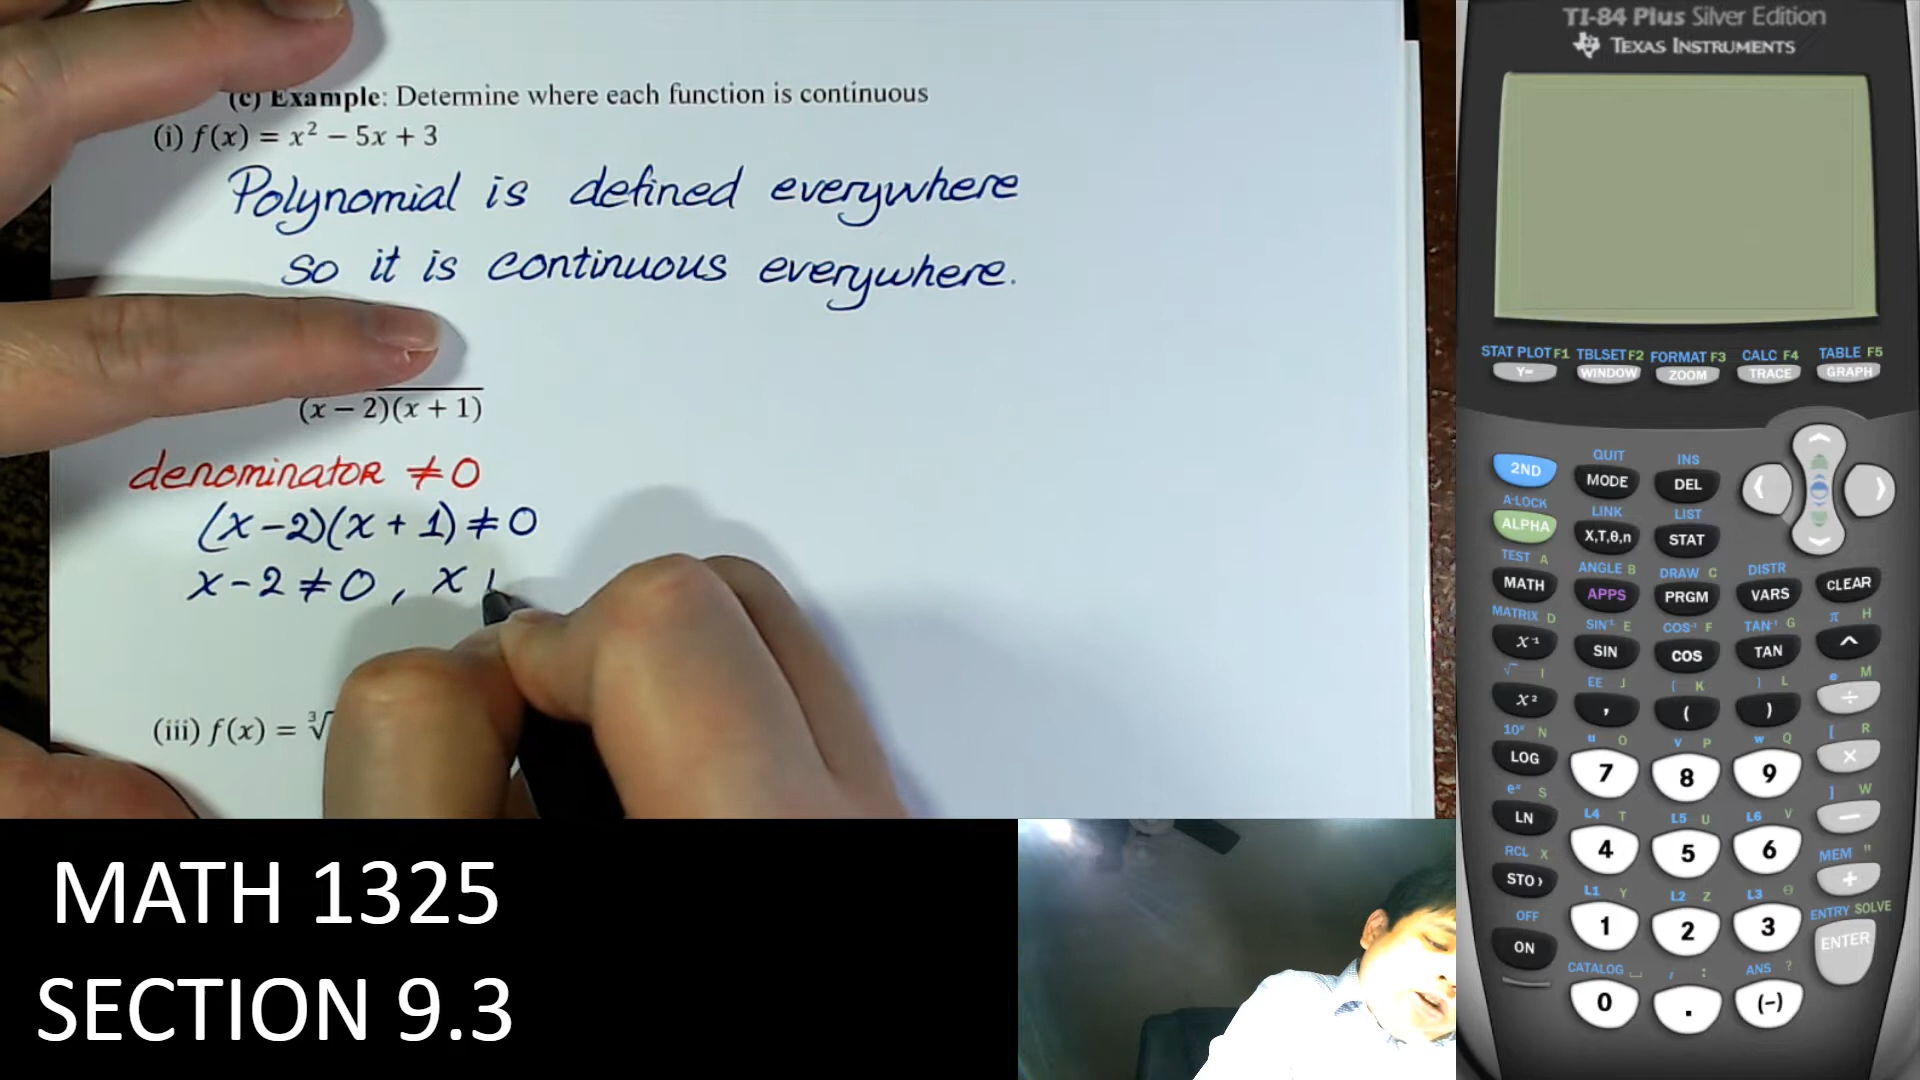 (c) Example: Determine where each function is continuous
(i) f(x) = x² − 5x + 3
Polynomial is defined everywhere
so it is continuous everywhere.
(x − 2)(x + 1)
denominator ≠ 0
(x − 2)(x + 1) ≠ 0
x − 2 ≠ 0 , x
(iii) f(x) = ∛
MATH 1325
SECTION 9.3
TI-84 Plus Silver Edition
TEXAS INSTRUMENTS
STAT PLOT F1 TBLSET F2 FORMAT F3 CALC F4 TABLE F5
Y= WINDOW ZOOM TRACE GRAPH
QUIT INS
2ND MODE DEL
A-LOCK LINK LIST
ALPHA X,T,θ,n STAT
TEST A ANGLE B DRAW C DISTR
MATH APPS PRGM VARS CLEAR
MATRIX D SIN⁻¹ E COS⁻¹ F TAN⁻¹ G π H
x⁻¹ SIN COS TAN ^
√ I EE J { K } L e M
x² , ( ) ÷
10ˣ N u O v P w Q [ R
LOG 7 8 9 ×
eˣ S L4 T L5 U L6 V ] W
LN 4 5 6 −
RCL X L1 Y L2 Z L3 θ MEM "
STO› 1 2 3 +
OFF CATALOG ⎵ i : ANS ? ENTRY SOLVE
ON 0 . (−) ENTER